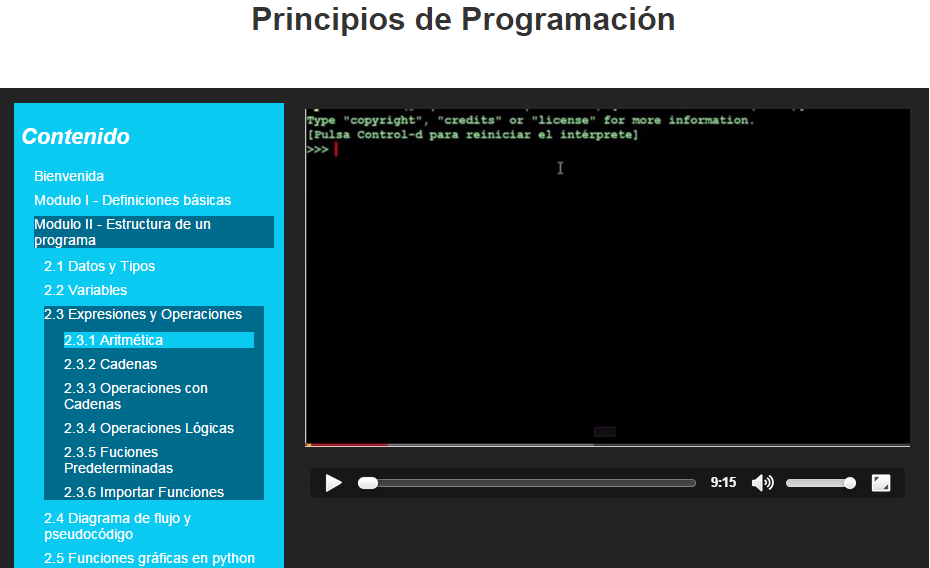 Principios de Programación
Contenido
Bienvenida
Modulo I - Definiciones básicas
Modulo II - Estructura de un
programa
2.1 Datos y Tipos
2.2 Variables
2.3 Expresiones y Operaciones
2.3.1 Aritmética
2.3.2 Cadenas
2.3.3 Operaciones con
Cadenas
2.3.4 Operaciones Lógicas
2.3.5 Fuciones
Predeterminadas
2.3.6 Importar Funciones
2.4 Diagrama de flujo y
pseudocódigo
2.5 Funciones gráficas en python
Type "copyright", "credits" or "license" for more information.
[Pulsa Control-d para reiniciar el intérprete]
>>>
9:15